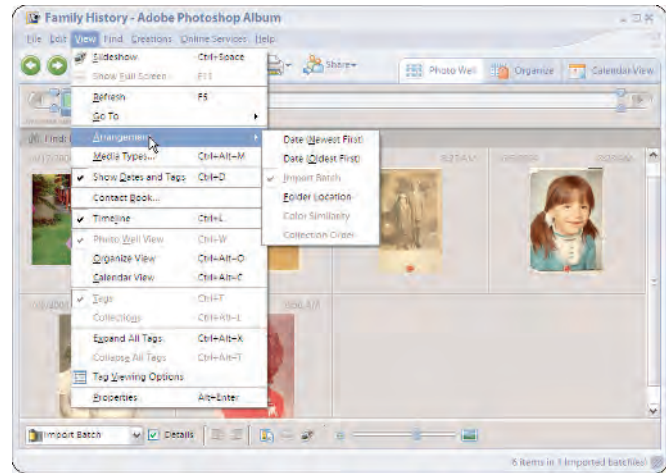 Family History - Adobe Photoshop Album
File Edit View Find Creations Online Services Help
Share
Photo Well
Organize
Calendar View
Slideshow Ctrl+Space
Show Full Screen F11
Refresh F5
Go To
Find:
Arrangement
Media Types... Ctrl+Alt+M
Show Dates and Tags Ctrl+D
Contact Book...
Timeline Ctrl+L
Photo Well View Ctrl+W
Organize View Ctrl+Alt+O
Calendar View Ctrl+Alt+C
Tags Ctrl+T
Collections Ctrl+Alt+L
Expand All Tags Ctrl+Alt+X
Collapse All Tags Ctrl+Alt+T
Tag Viewing Options
Properties Alt+Enter
Date (Newest First)
Date (Oldest First)
Import Batch
Folder Location
Color Similarity
Collection Order
Import Batch
Details
6 items in 1 imported batch(es)